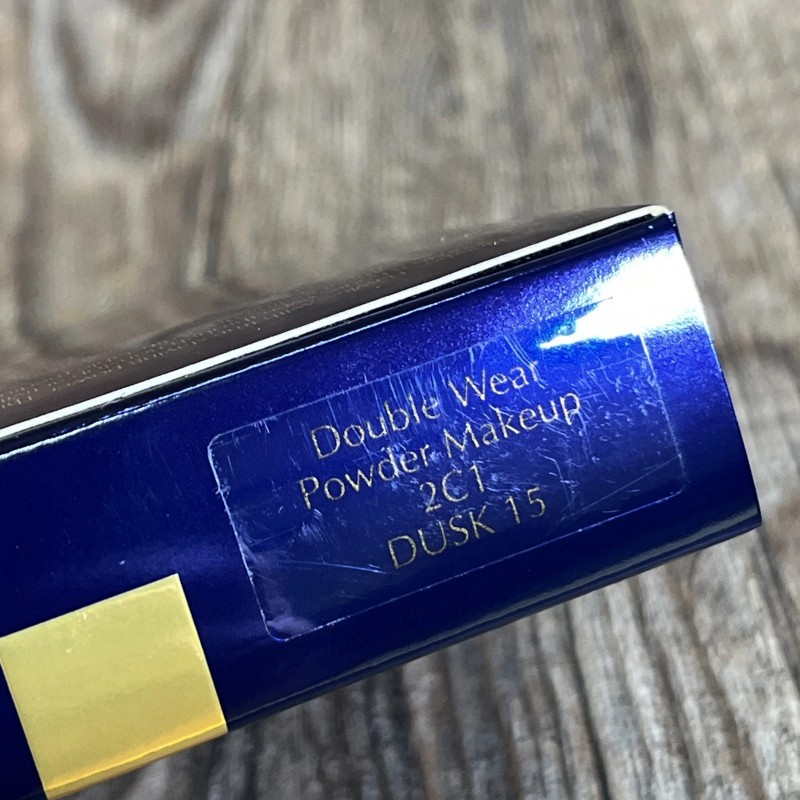 Double Wear
Powder Makeup
2C1
DUSK 15